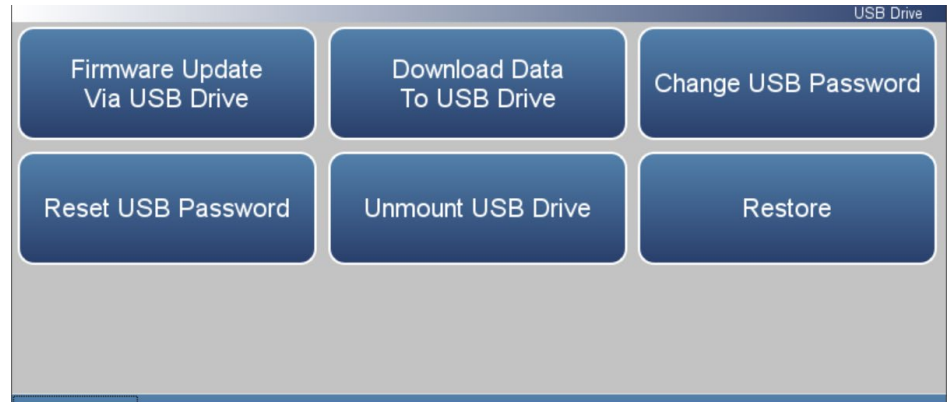 USB Drive
Firmware Update
Via USB Drive
Download Data
To USB Drive
Change USB Password
Reset USB Password
Unmount USB Drive
Restore